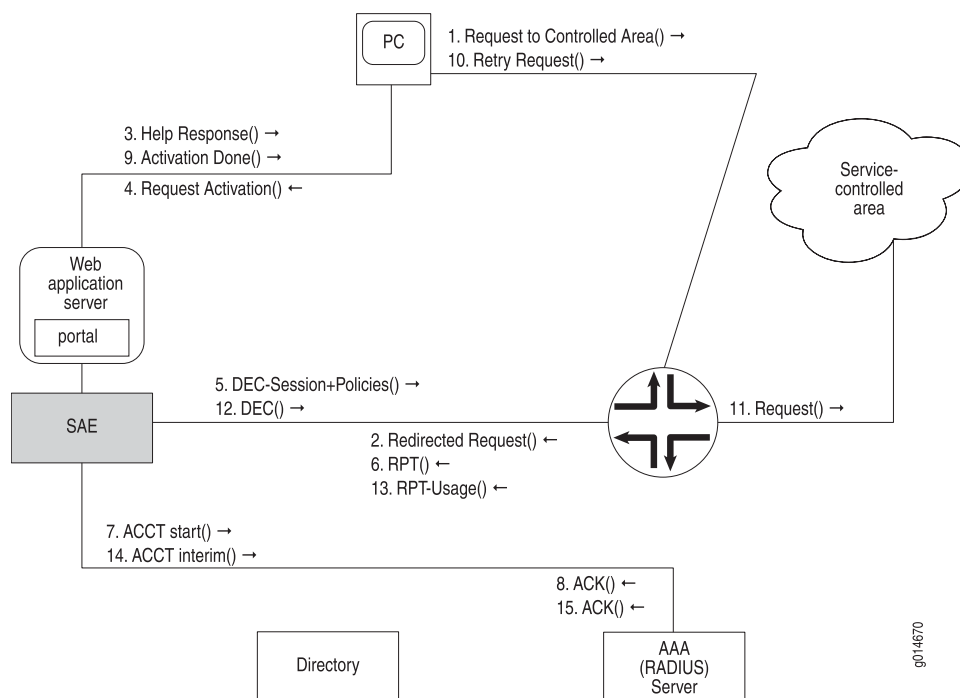 PC
1. Request to Controlled Area() →
10. Retry Request() →
3. Help Response() →
9. Activation Done() →
4. Request Activation() ←
Service-
controlled
area
Web
application
server
portal
5. DEC-Session+Policies() →
12. DEC() →
SAE
11. Request() →
2. Redirected Request() ←
6. RPT() ←
13. RPT-Usage() ←
7. ACCT start() →
14. ACCT interim() →
8. ACK() ←
15. ACK() ←
Directory
AAA
(RADIUS)
Server
g014670